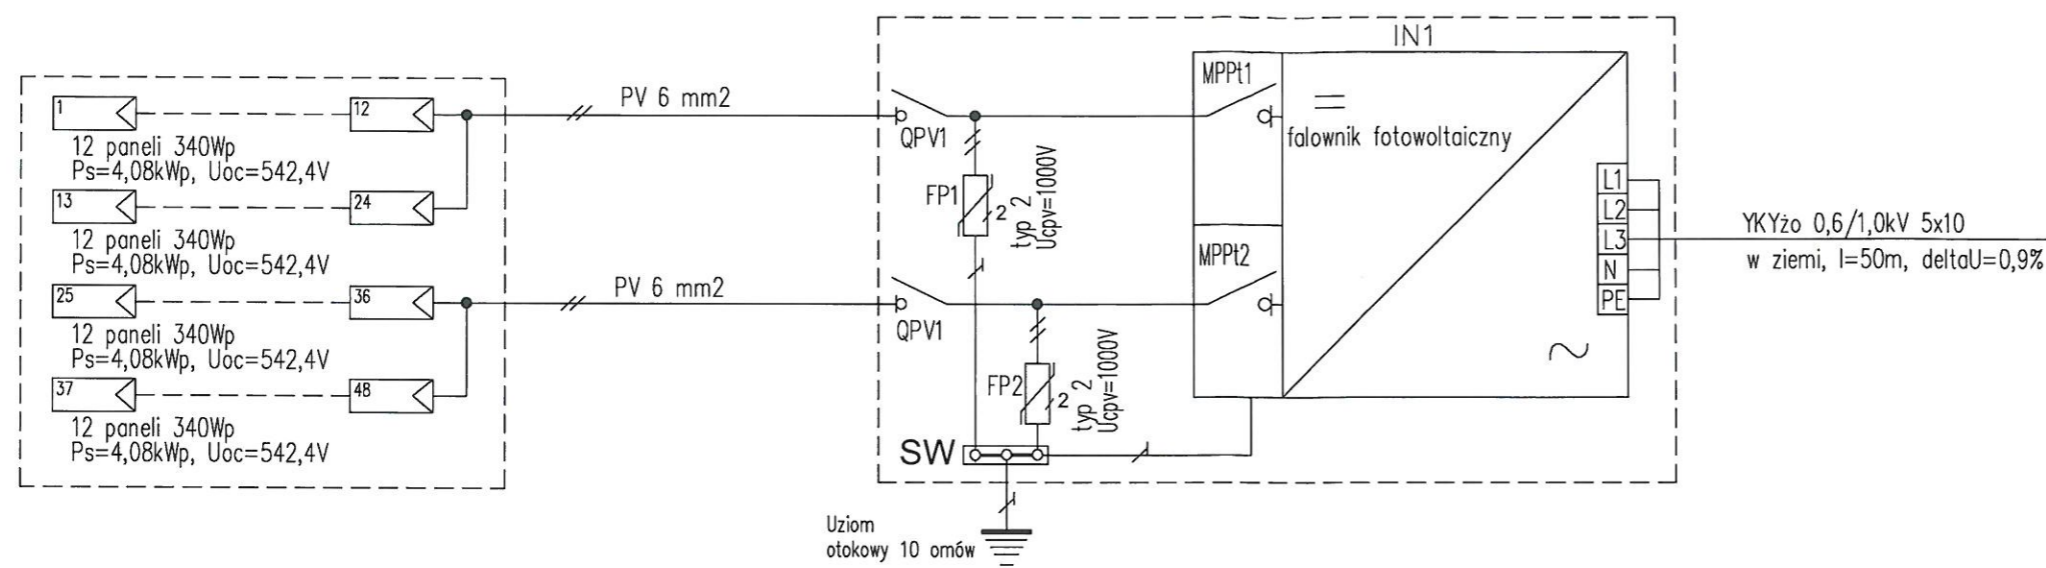 1
12
12 paneli 340Wp
Ps=4,08kWp, Uoc=542,4V
13
24
12 paneli 340Wp
Ps=4,08kWp, Uoc=542,4V
25
36
12 paneli 340Wp
Ps=4,08kWp, Uoc=542,4V
37
48
12 paneli 340Wp
Ps=4,08kWp, Uoc=542,4V
PV 6 mm2
PV 6 mm2
QPV1
QPV1
FP1
2
typ 2
Ucpv=1000V
FP2
2
typ 2
Ucpv=1000V
SW
Uziom
otokowy 10 omów
IN1
MPPt1
MPPt2
falownik fotowoltaiczny
L1
L2
L3
N
PE
YKYżo 0,6/1,0kV 5x10
w ziemi, l=50m, deltaU=0,9%